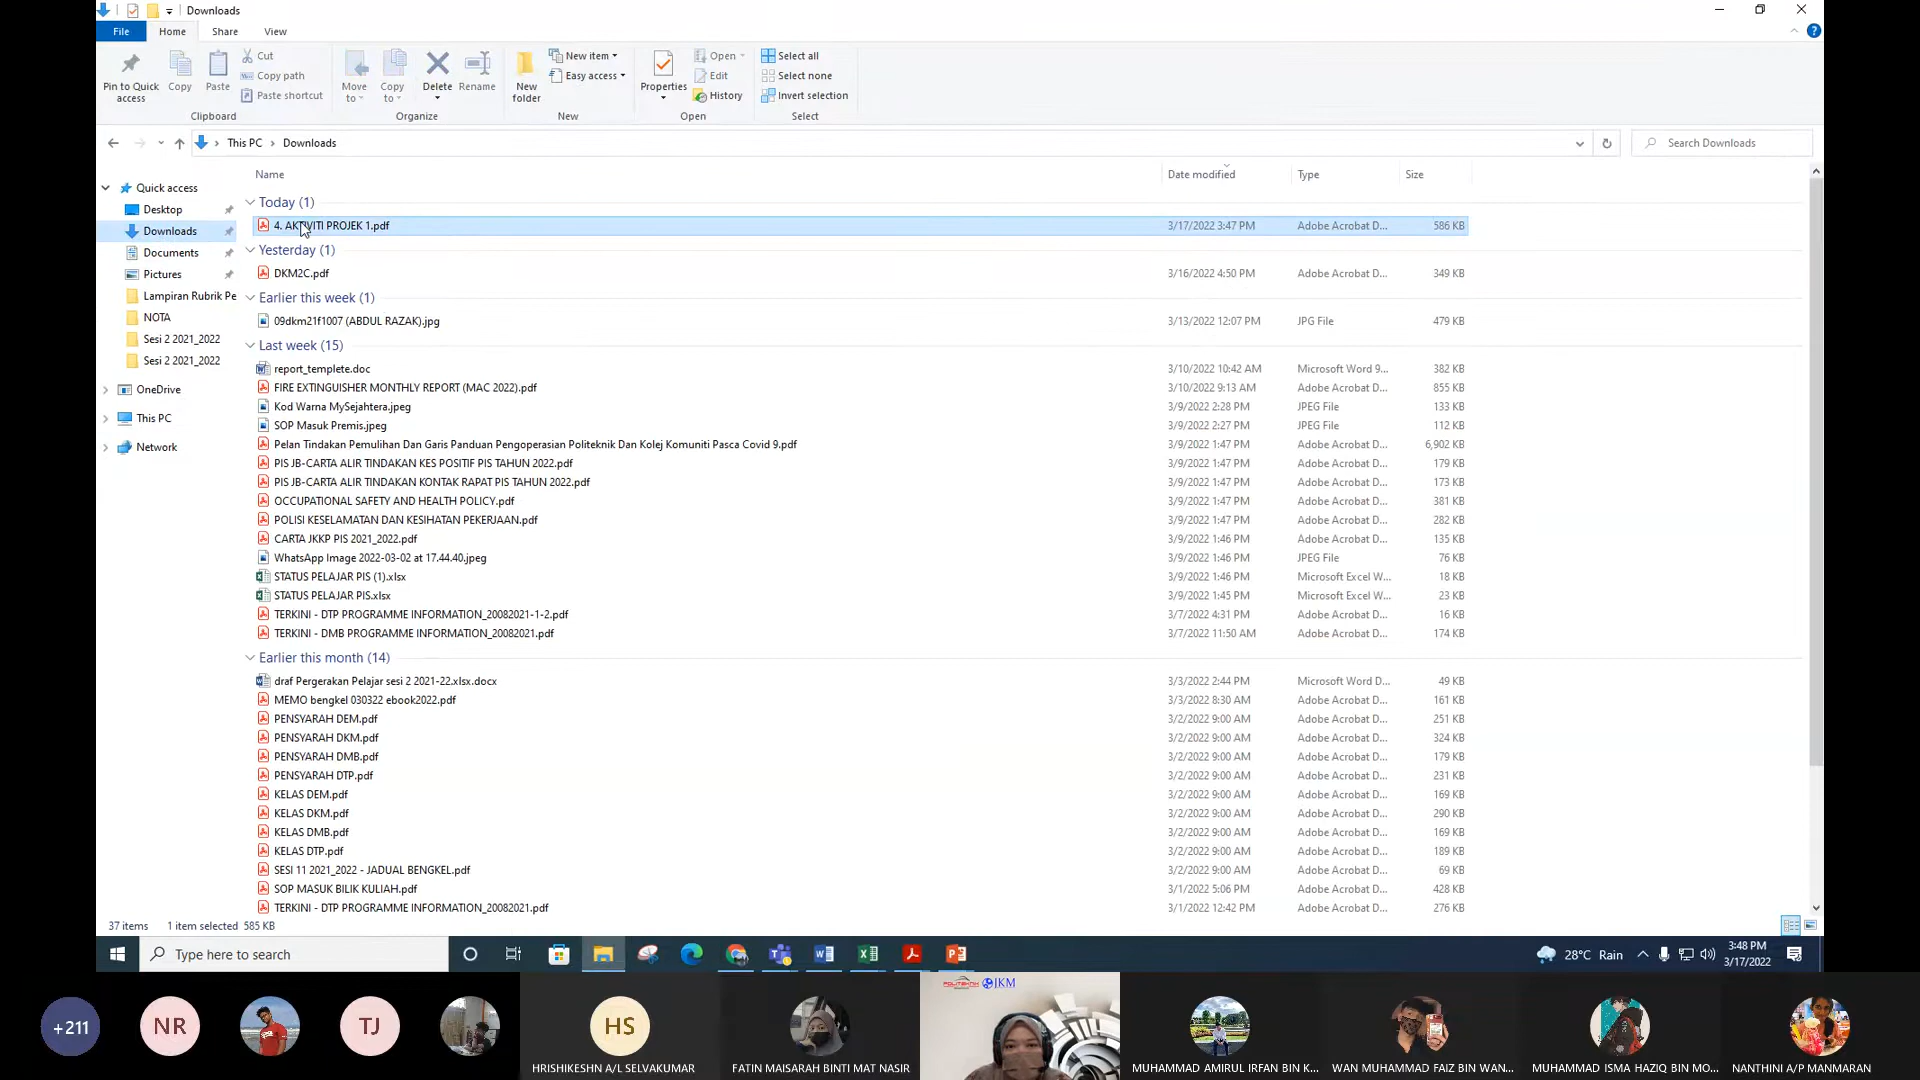 Downloads
File Home Share View
Pin to Quick access
Copy
Paste
Cut
Copy path
Paste shortcut
Clipboard
Move to
Copy to
Delete
Rename
Organize
New folder
New item
Easy access
New
Properties
Open
Edit
History
Open
Select all
Select none
Invert selection
Select
This PC > Downloads
Search Downloads
Name Date modified Type Size
Quick access
Desktop
Downloads
Documents
Pictures
Lampiran Rubrik Pe
NOTA
Sesi 2 2021_2022
Sesi 2 2021_2022
OneDrive
This PC
Network
Today (1)
4. AKTIVITI PROJEK 1.pdf 3/17/2022 3:47 PM Adobe Acrobat D... 586 KB
Yesterday (1)
DKM2C.pdf 3/16/2022 4:50 PM Adobe Acrobat D... 349 KB
Earlier this week (1)
09dkm21f1007 (ABDUL RAZAK).jpg 3/13/2022 12:07 PM JPG File 479 KB
Last week (15)
report_templete.doc 3/10/2022 10:42 AM Microsoft Word 9... 382 KB
FIRE EXTINGUISHER MONTHLY REPORT (MAC 2022).pdf 3/10/2022 9:13 AM Adobe Acrobat D... 855 KB
Kod Warna MySejahtera.jpeg 3/9/2022 2:28 PM JPEG File 133 KB
SOP Masuk Premis.jpeg 3/9/2022 2:27 PM JPEG File 112 KB
Pelan Tindakan Pemulihan Dan Garis Panduan Pengoperasian Politeknik Dan Kolej Komuniti Pasca Covid 9.pdf 3/9/2022 1:47 PM Adobe Acrobat D... 6,902 KB
PIS JB-CARTA ALIR TINDAKAN KES POSITIF PIS TAHUN 2022.pdf 3/9/2022 1:47 PM Adobe Acrobat D... 179 KB
PIS JB-CARTA ALIR TINDAKAN KONTAK RAPAT PIS TAHUN 2022.pdf 3/9/2022 1:47 PM Adobe Acrobat D... 173 KB
OCCUPATIONAL SAFETY AND HEALTH POLICY.pdf 3/9/2022 1:47 PM Adobe Acrobat D... 381 KB
POLISI KESELAMATAN DAN KESIHATAN PEKERJAAN.pdf 3/9/2022 1:47 PM Adobe Acrobat D... 282 KB
CARTA JKKP PIS 2021_2022.pdf 3/9/2022 1:46 PM Adobe Acrobat D... 135 KB
WhatsApp Image 2022-03-02 at 17.44.40.jpeg 3/9/2022 1:46 PM JPEG File 76 KB
STATUS PELAJAR PIS (1).xlsx 3/9/2022 1:46 PM Microsoft Excel W... 18 KB
STATUS PELAJAR PIS.xlsx 3/9/2022 1:45 PM Microsoft Excel W... 23 KB
TERKINI - DTP PROGRAMME INFORMATION_20082021-1-2.pdf 3/7/2022 4:31 PM Adobe Acrobat D... 16 KB
TERKINI - DMB PROGRAMME INFORMATION_20082021.pdf 3/7/2022 11:50 AM Adobe Acrobat D... 174 KB
Earlier this month (14)
draf Pergerakan Pelajar sesi 2 2021-22.xlsx.docx 3/3/2022 2:44 PM Microsoft Word D... 49 KB
MEMO bengkel 030322 ebook2022.pdf 3/3/2022 8:30 AM Adobe Acrobat D... 161 KB
PENSYARAH DEM.pdf 3/2/2022 9:00 AM Adobe Acrobat D... 251 KB
PENSYARAH DKM.pdf 3/2/2022 9:00 AM Adobe Acrobat D... 324 KB
PENSYARAH DMB.pdf 3/2/2022 9:00 AM Adobe Acrobat D... 179 KB
PENSYARAH DTP.pdf 3/2/2022 9:00 AM Adobe Acrobat D... 231 KB
KELAS DEM.pdf 3/2/2022 9:00 AM Adobe Acrobat D... 169 KB
KELAS DKM.pdf 3/2/2022 9:00 AM Adobe Acrobat D... 290 KB
KELAS DMB.pdf 3/2/2022 9:00 AM Adobe Acrobat D... 169 KB
KELAS DTP.pdf 3/2/2022 9:00 AM Adobe Acrobat D... 189 KB
SESI 11 2021_2022 - JADUAL BENGKEL.pdf 3/2/2022 9:00 AM Adobe Acrobat D... 69 KB
SOP MASUK BILIK KULIAH.pdf 3/1/2022 5:06 PM Adobe Acrobat D... 428 KB
TERKINI - DTP PROGRAMME INFORMATION_20082021.pdf 3/1/2022 12:42 PM Adobe Acrobat D... 276 KB
37 items 1 item selected 585 KB
Type here to search
28°C Rain
3:48 PM
3/17/2022
POLITEKNIK JKM
+211 NR TJ HS
HRISHIKESHN A/L SELVAKUMAR
FATIN MAISARAH BINTI MAT NASIR
MUHAMMAD AMIRUL IRFAN BIN K...
WAN MUHAMMAD FAIZ BIN WAN...
MUHAMMAD ISMA HAZIQ BIN MO...
NANTHINI A/P MANMARAN